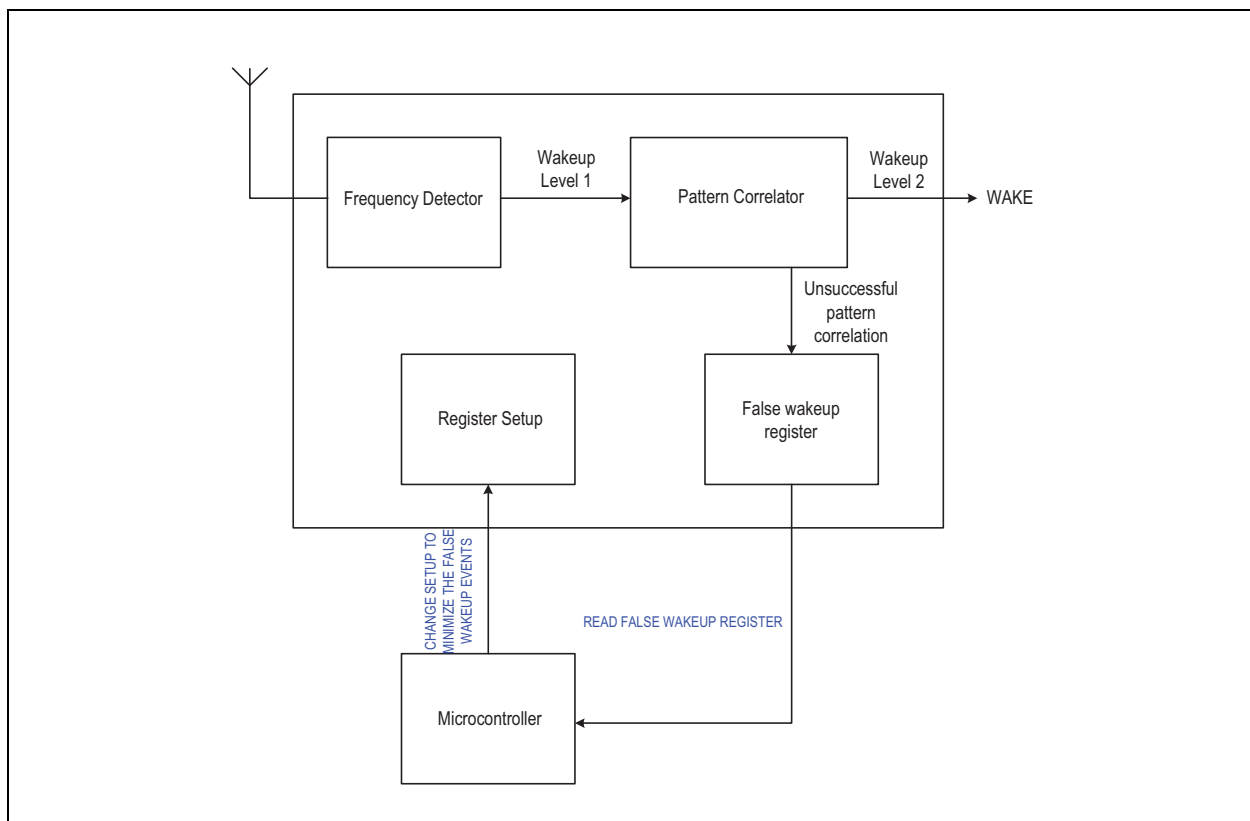 Frequency Detector
Wakeup
Level 1
Pattern Correlator
Wakeup
Level 2
WAKE
Unsuccessful
pattern
correlation
Register Setup
False wakeup
register
CHANGE SETUP TO
MINIMIZE THE FALSE
WAKEUP EVENTS
READ FALSE WAKEUP REGISTER
Microcontroller